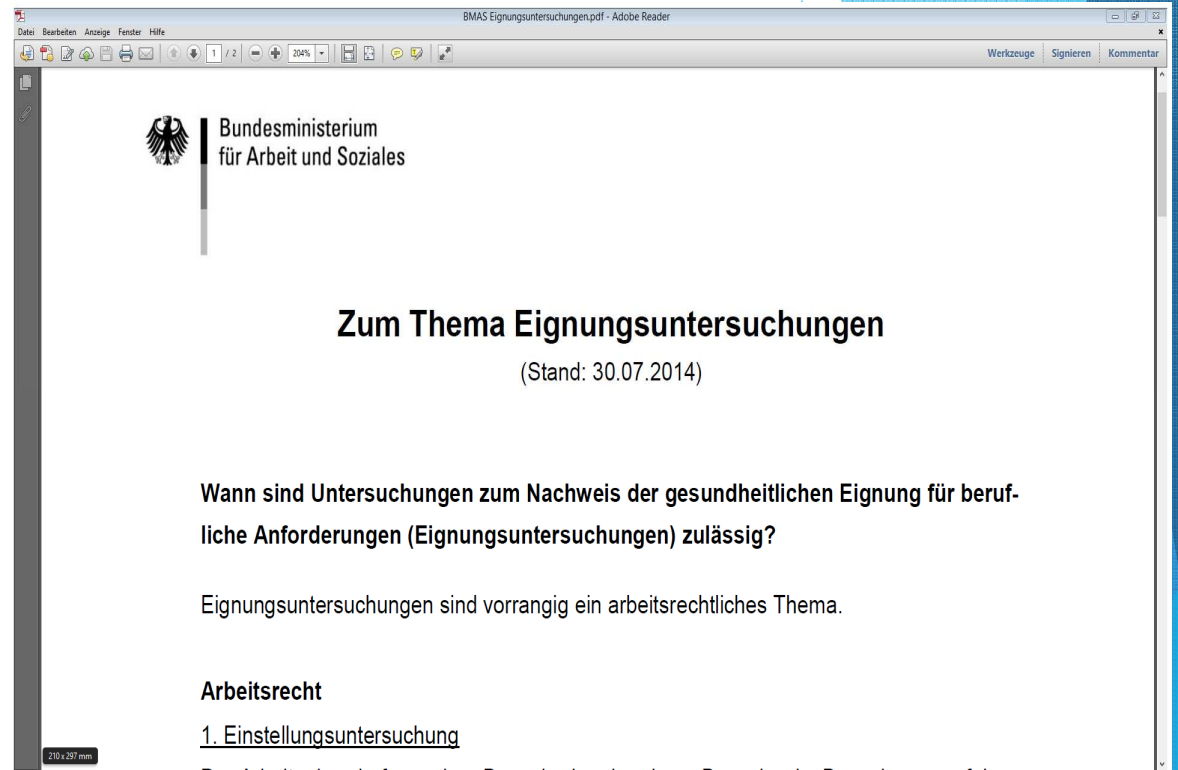 BMAS Eignungsuntersuchungen.pdf - Adobe Reader
Datei Bearbeiten Anzeige Fenster Hilfe
1 / 2 204% Werkzeuge Signieren Kommentar
Bundesministerium
für Arbeit und Soziales
Zum Thema Eignungsuntersuchungen
(Stand: 30.07.2014)
Wann sind Untersuchungen zum Nachweis der gesundheitlichen Eignung für beruf-
liche Anforderungen (Eignungsuntersuchungen) zulässig?
Eignungsuntersuchungen sind vorrangig ein arbeitsrechtliches Thema.
Arbeitsrecht
1. Einstellungsuntersuchung
210 x 297 mm